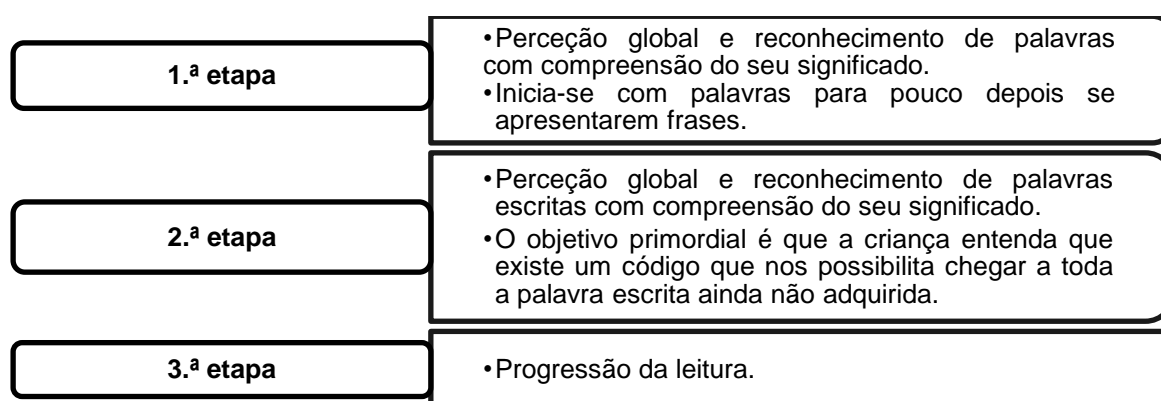 1.ª etapa
•Perceção global e reconhecimento de palavras
com compreensão do seu significado.
•Inicia-se com palavras para pouco depois se
apresentarem frases.
2.ª etapa
•Perceção global e reconhecimento de palavras
escritas com compreensão do seu significado.
•O objetivo primordial é que a criança entenda que
existe um código que nos possibilita chegar a toda
a palavra escrita ainda não adquirida.
3.ª etapa
•Progressão da leitura.